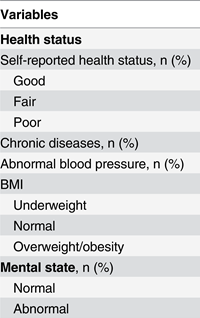 Variables
Health status
Self-reported health status, n (%)
Good
Fair
Poor
Chronic diseases, n (%)
Abnormal blood pressure, n (%)
BMI
Underweight
Normal
Overweight/obesity
Mental state, n (%)
Normal
Abnormal